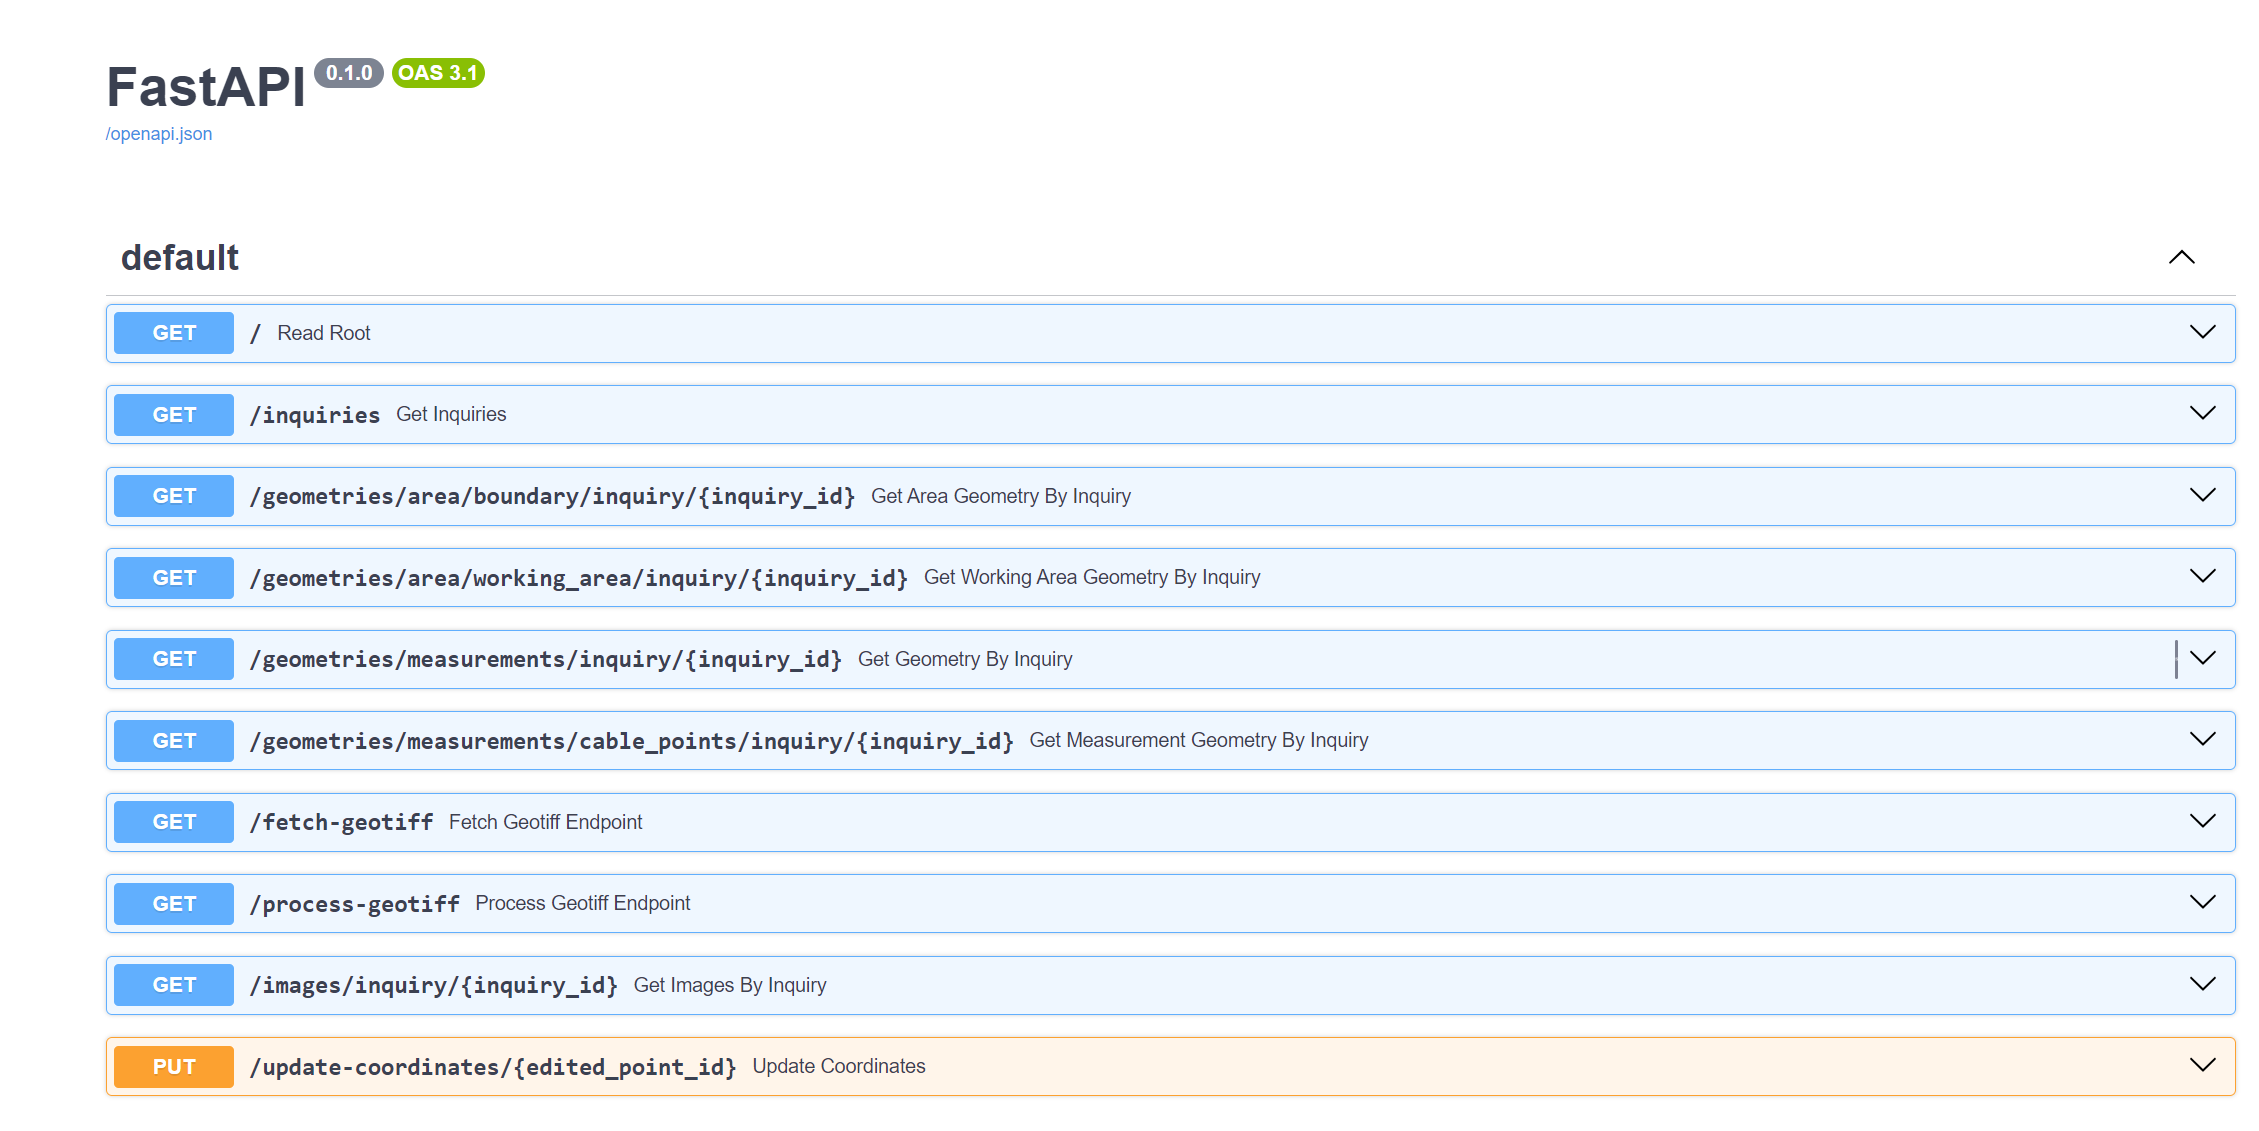 FastAPI 0.1.0 OAS 3.1
/openapi.json
default
GET / Read Root
GET /inquiries Get Inquiries
GET /geometries/area/boundary/inquiry/{inquiry_id} Get Area Geometry By Inquiry
GET /geometries/area/working_area/inquiry/{inquiry_id} Get Working Area Geometry By Inquiry
GET /geometries/measurements/inquiry/{inquiry_id} Get Geometry By Inquiry
GET /geometries/measurements/cable_points/inquiry/{inquiry_id} Get Measurement Geometry By Inquiry
GET /fetch-geotiff Fetch Geotiff Endpoint
GET /process-geotiff Process Geotiff Endpoint
GET /images/inquiry/{inquiry_id} Get Images By Inquiry
PUT /update-coordinates/{edited_point_id} Update Coordinates